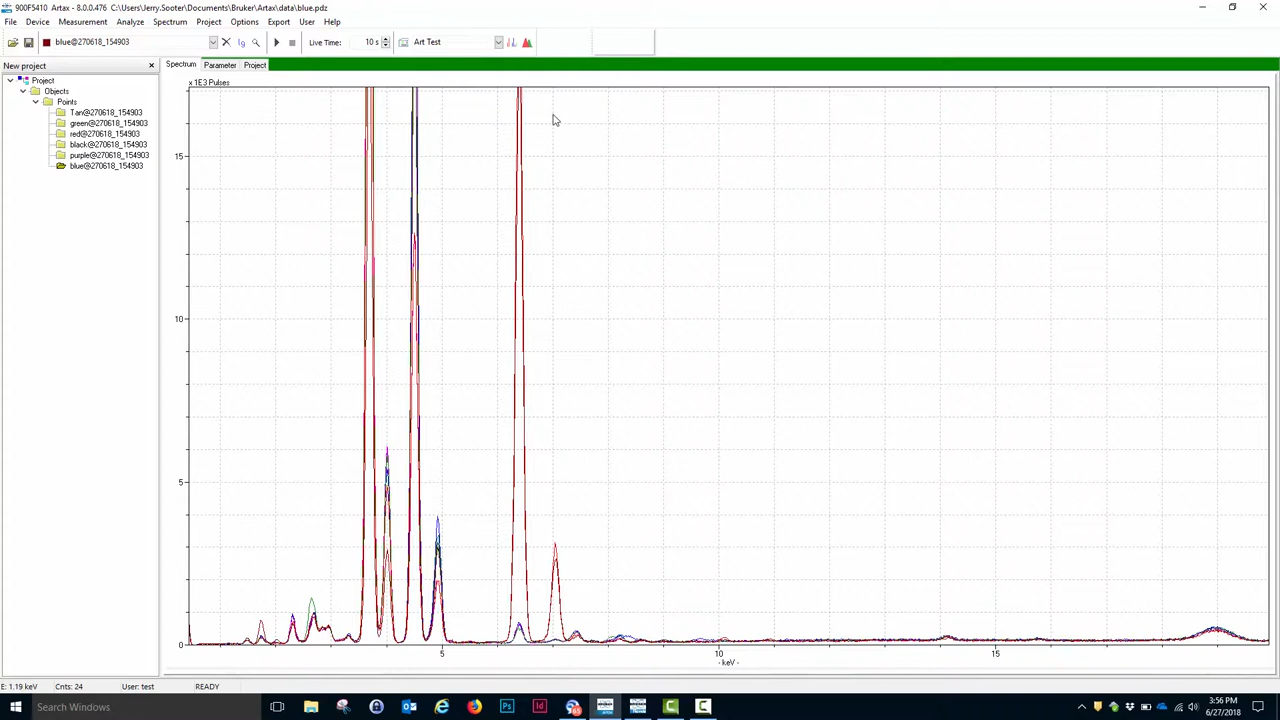 900F5410 Artax - 8.0.0.476 C:\Users\Jerry.Sooter\Documents\Bruker\Artax\data\blue.pdz
File Device Measurement Analyze Spectrum Project Options Export User Help
blue@270618_154903 Live Time: 10 s Art Test
New project
Spectrum Parameter Project
Project
Objects
Points
Tan@270618_154903
green@270618_154903
red@270618_154903
black@270618_154903
purple@270618_154903
blue@270618_154903
x 1E3 Pulses
15
10
5
0
5 10 15
- keV -
E: 1.19 keV Cnts: 24 User: test READY
Search Windows
3:56 PM
6/27/2018